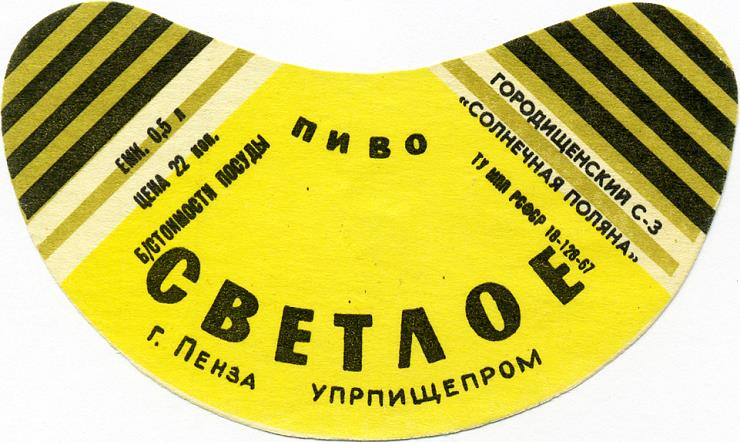 ЕМК. 0,5 л
ЦЕНА 22 коп.
Б/СТОИМОСТИ ПОСУДЫ
ПИВО
ГОРОДИЩЕНСКИЙ С-З
«СОЛНЕЧНАЯ ПОЛЯНА»
ТУ МПП РСФСР 18-128-67
СВЕТЛОЕ
г. ПЕНЗА УПРПИЩЕПРОМ